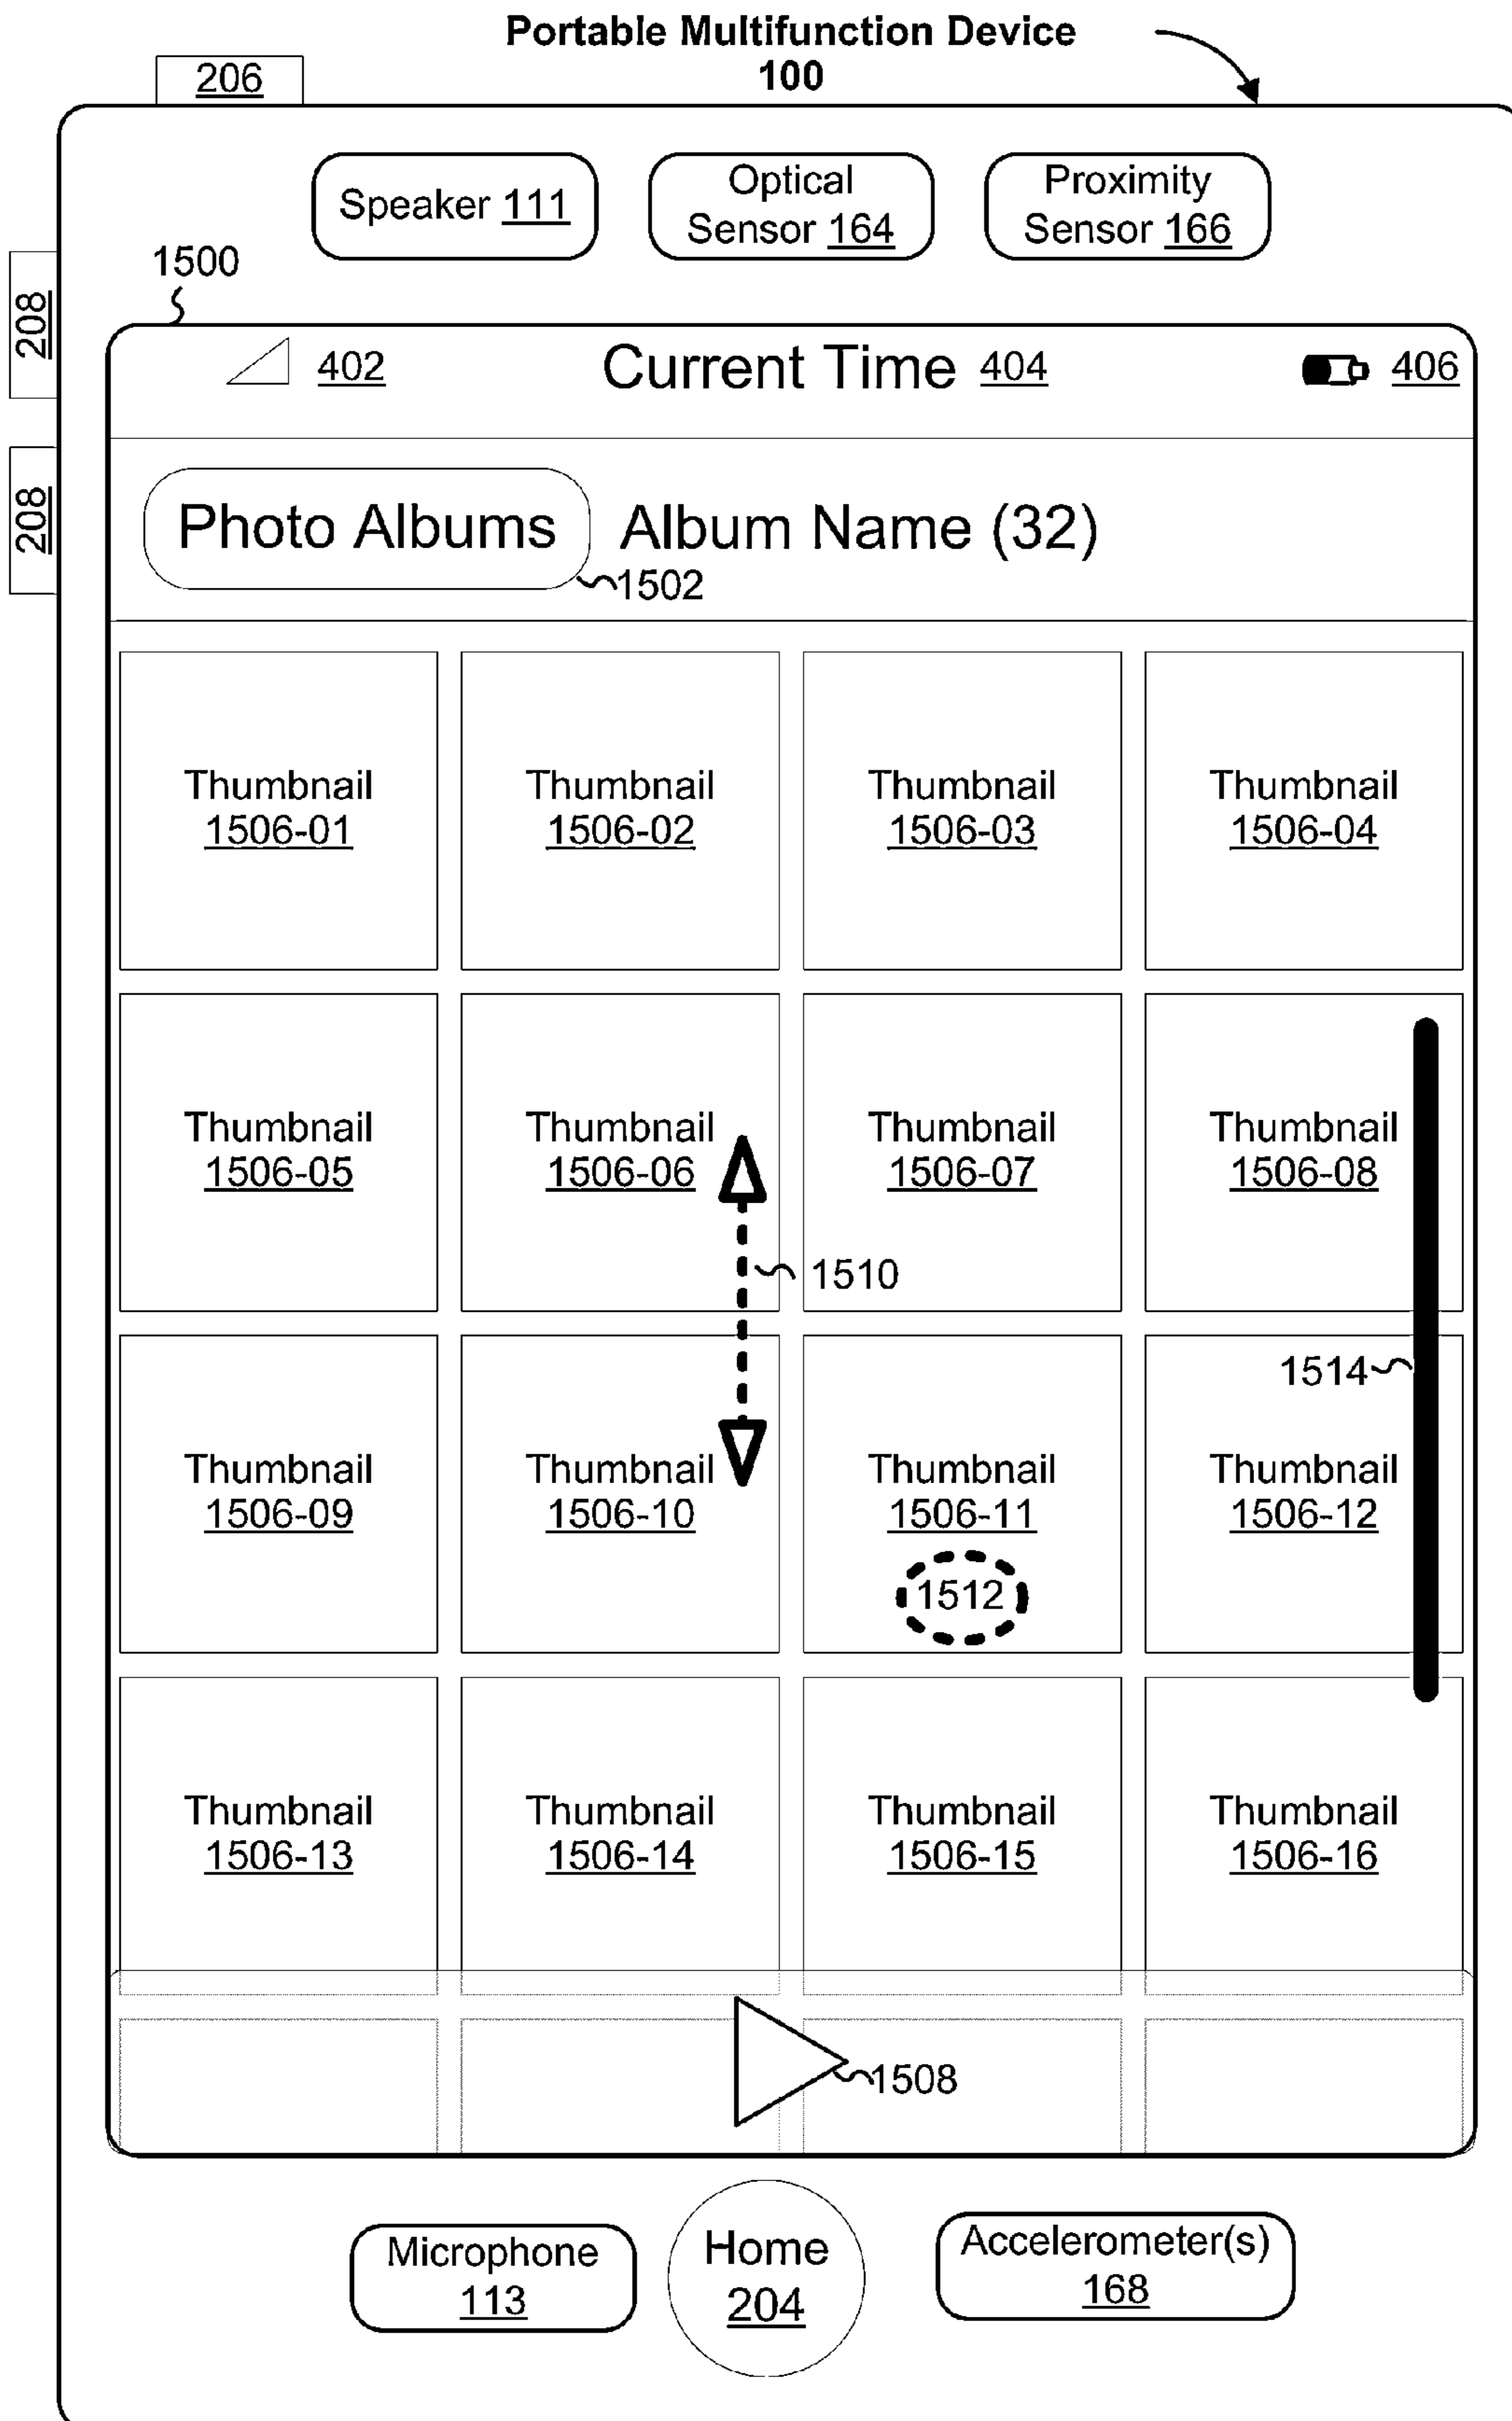 Portable Multifunction Device
100
206
Speaker 111
Optical
Sensor 164
Proximity
Sensor 166
1500
208
208
402
Current Time 404
406
Photo Albums
Album Name (32)
1502
Thumbnail
1506-01
Thumbnail
1506-02
Thumbnail
1506-03
Thumbnail
1506-04
Thumbnail
1506-05
Thumbnail
1506-06
Thumbnail
1506-07
Thumbnail
1506-08
1510
1514
Thumbnail
1506-09
Thumbnail
1506-10
Thumbnail
1506-11
Thumbnail
1506-12
1512
Thumbnail
1506-13
Thumbnail
1506-14
Thumbnail
1506-15
Thumbnail
1506-16
1508
Microphone
113
Home
204
Accelerometer(s)
168